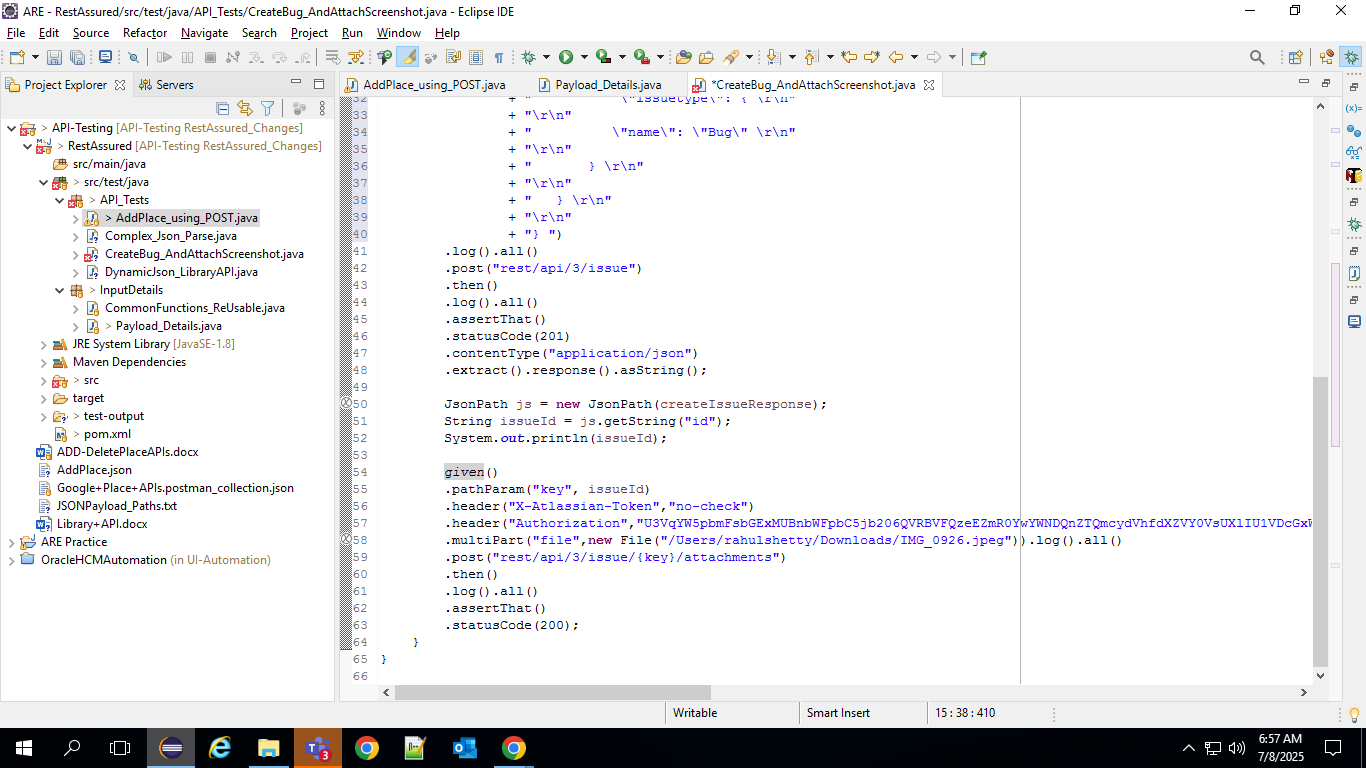 ARE - RestAssured/src/test/java/API_Tests/CreateBug_AndAttachScreenshot.java - Eclipse IDE
File Edit Source Refactor Navigate Search Project Run Window Help
Project Explorer Servers
AddPlace_using_POST.java Payload_Details.java *CreateBug_AndAttachScreenshot.java
> API-Testing [API-Testing RestAssured_Changes]
> RestAssured [API-Testing RestAssured_Changes]
src/main/java
> src/test/java
> API_Tests
> AddPlace_using_POST.java
Complex_Json_Parse.java
CreateBug_AndAttachScreenshot.java
DynamicJson_LibraryAPI.java
> InputDetails
CommonFunctions_ReUsable.java
> Payload_Details.java
JRE System Library [JavaSE-1.8]
Maven Dependencies
> src
target
> test-output
> pom.xml
ADD-DeletePlaceAPIs.docx
AddPlace.json
Google+Place+APIs.postman_collection.json
JSONPayload_Paths.txt
Library+API.docx
ARE Practice
OracleHCMAutomation (in UI-Automation)
32 + " \"issuetype\": { \r\n"
33 + "\r\n"
34 + " \"name\": \"Bug\" \r\n"
35 + "\r\n"
36 + " } \r\n"
37 + "\r\n"
38 + " } \r\n"
39 + "\r\n"
40 + "} ")
41 .log().all()
42 .post("rest/api/3/issue")
43 .then()
44 .log().all()
45 .assertThat()
46 .statusCode(201)
47 .contentType("application/json")
48 .extract().response().asString();
49
50 JsonPath js = new JsonPath(createIssueResponse);
51 String issueId = js.getString("id");
52 System.out.println(issueId);
53
54 given()
55 .pathParam("key", issueId)
56 .header("X-Atlassian-Token","no-check")
57 .header("Authorization",
58 .multiPart("file",new File("/Users/rahulshetty/Downloads/IMG_0926.jpeg")).log().all()
59 .post("rest/api/3/issue/{key}/attachments")
60 .then()
61 .log().all()
62 .assertThat()
63 .statusCode(200);
64 }
65 }
66
Writable Smart Insert 15 : 38 : 410
3
6:57 AM
7/8/2025